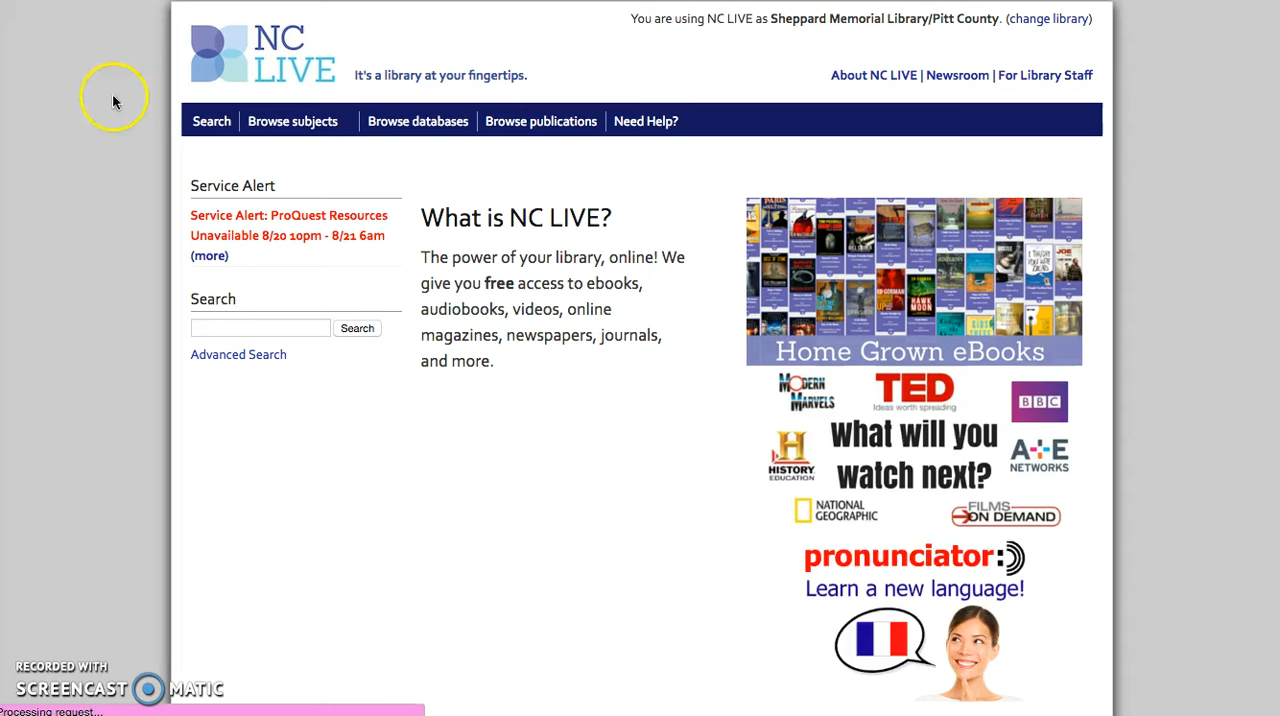 You are using NC LIVE as Sheppard Memorial Library/Pitt County. (change library)
NC
LIVE
It's a library at your fingertips.
About NC LIVE | Newsroom | For Library Staff
Search
Browse subjects
Browse databases
Browse publications
Need Help?
Service Alert
Service Alert: ProQuest Resources
Unavailable 8/20 10pm - 8/21 6am
(more)
Search
Search
Advanced Search
What is NC LIVE?
The power of your library, online! We
give you free access to ebooks,
audiobooks, videos, online
magazines, newspapers, journals,
and more.
HAWK
MOON
Home Grown eBooks
MODERN
MARVELS
TED
Ideas worth spreading
BBC
What will you
watch next?
H
HISTORY
EDUCATION
A+E
NETWORKS
NATIONAL
GEOGRAPHIC
FILMS
ON DEMAND
pronunciator:
Learn a new language!
RECORDED WITH
SCREENCAST MATIC
Processing request...